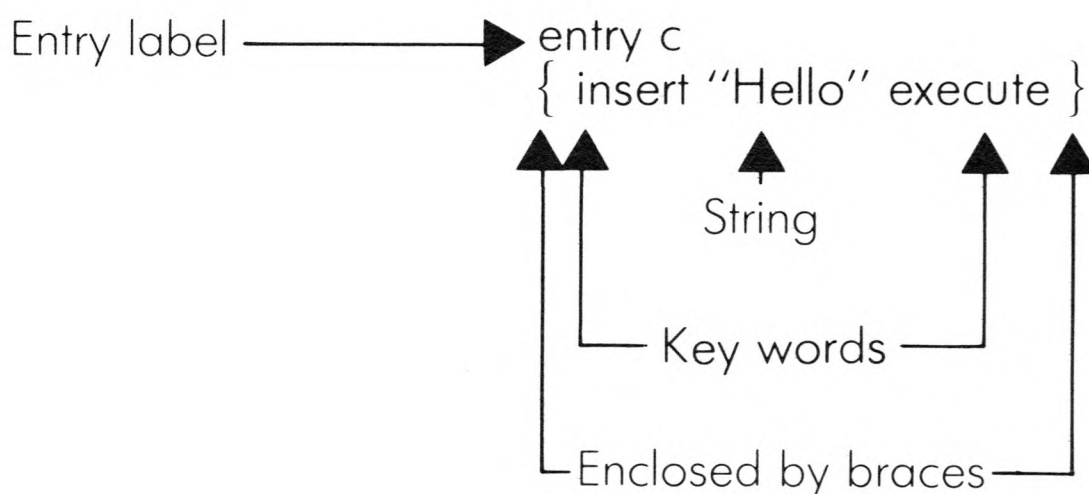 Entry label
entry c
{ insert “Hello” execute }
String
Key words
Enclosed by braces